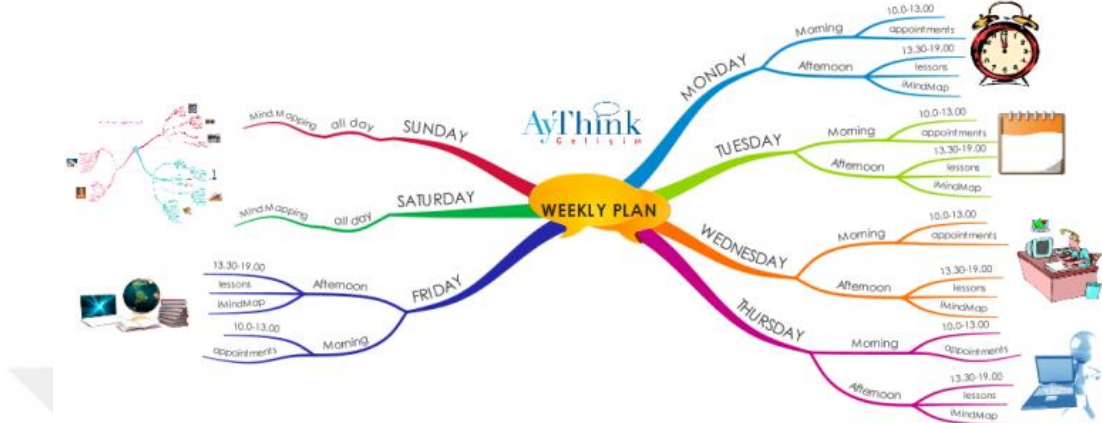 AyThink
Gelisim
WEEKLY PLAN
MONDAY
Morning
10.0-13.00
appointments
Afternoon
13.30-19.00
lessons
iMindMap
TUESDAY
Morning
10.0-13.00
appointments
Afternoon
13.30-19.00
lessons
iMindMap
WEDNESDAY
Morning
10.0-13.00
appointments
Afternoon
13.30-19.00
lessons
iMindMap
THURSDAY
Morning
10.0-13.00
appointments
Afternoon
13.30-19.00
lessons
iMindMap
FRIDAY
Afternoon
13.30-19.00
lessons
iMindMap
Morning
10.0-13.00
appointments
SATURDAY
all day
Mind Mapping
SUNDAY
all day
Mind Mapping